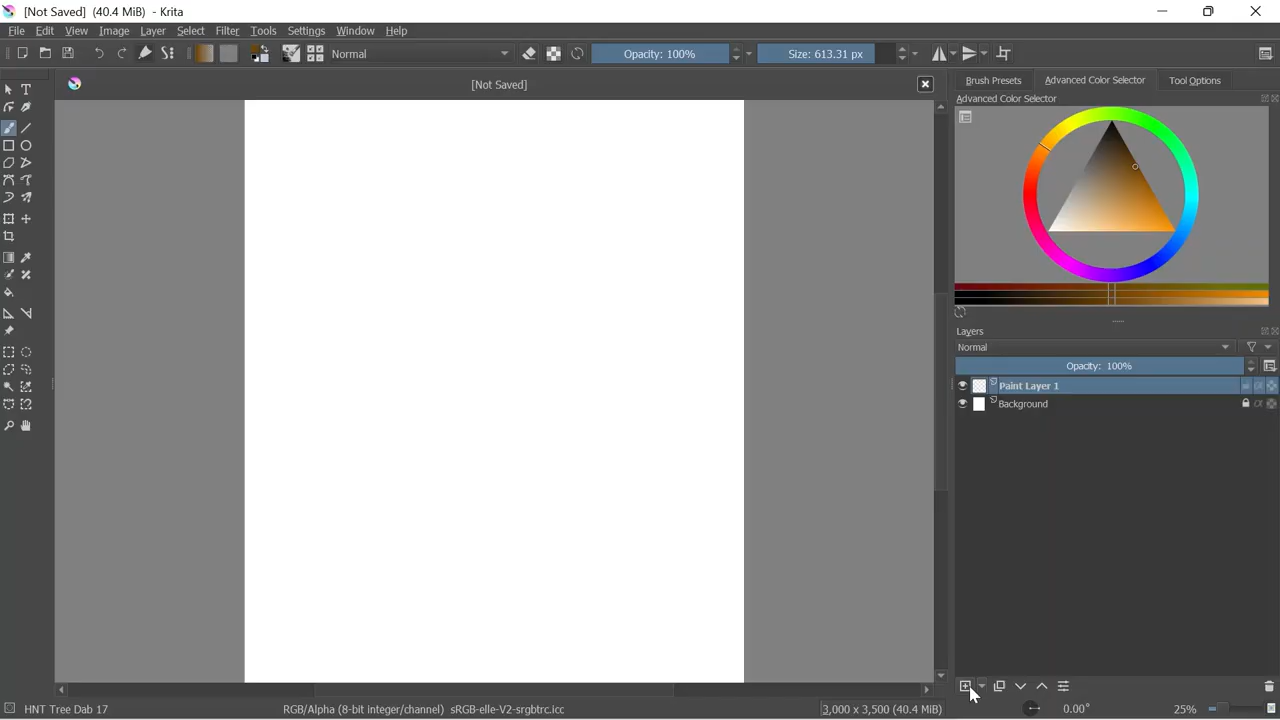 [Not Saved] (40.4 MiB) - Krita
File Edit View Image Layer Select Filter Tools Settings Window Help
Normal Opacity: 100% Size: 613.31 px
[Not Saved]
Brush Presets Advanced Color Selector Tool Options
Advanced Color Selector
Layers
Normal
Opacity: 100%
Paint Layer 1
Background
HNT Tree Dab 17 RGB/Alpha (8-bit integer/channel) sRGB-elle-V2-srgbtrc.icc 3,000 x 3,500 (40.4 MiB) 0.00° 25%